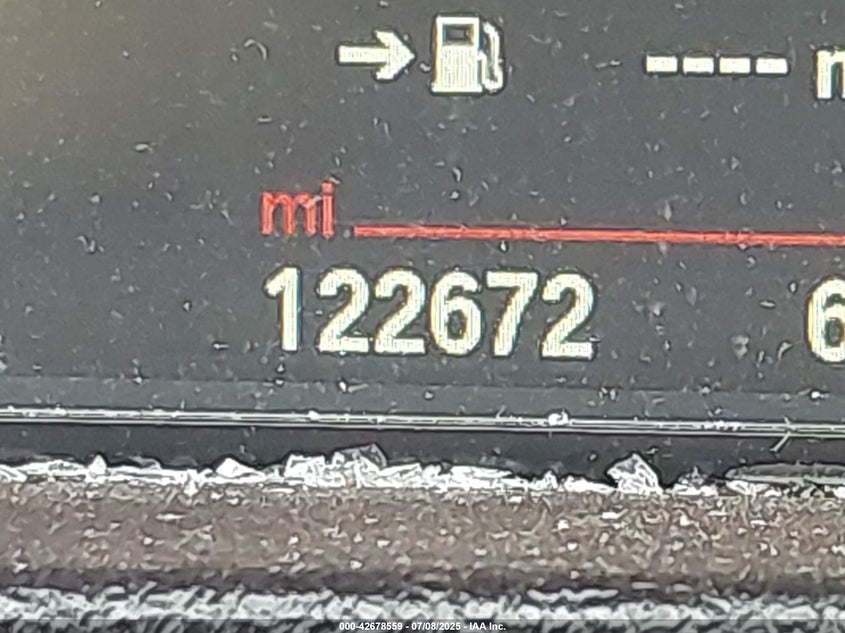 ---- m
mi
122672 6
000-42678559 - 07/08/2025 - IAA Inc.